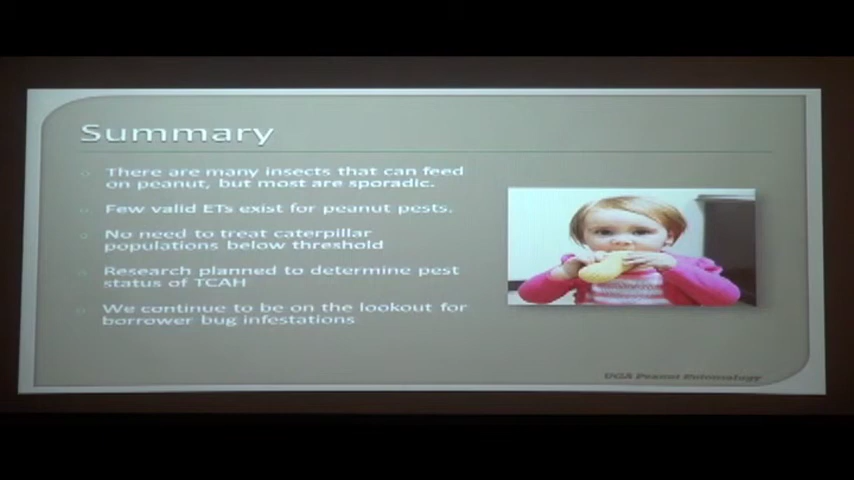 Summary
There are many insects that can feed
on peanut, but most are sporadic.
Few valid ETs exist for peanut pests.
No need to treat caterpillar
populations below threshold
Research planned to determine pest
status of TCAH
We continue to be on the lookout for
borrower bug infestations
UGA Peanut Entomology